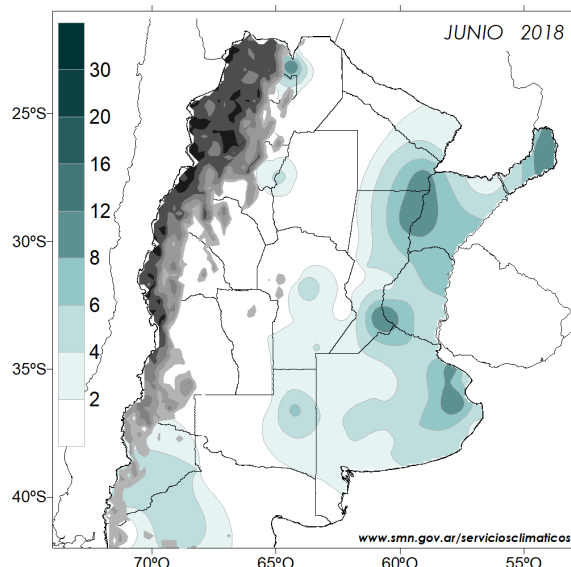 JUNIO 2018
30
20
16
12
8
6
4
2
25ºS
30ºS
35ºS
40ºS
www.smn.gov.ar/serviciosclimaticos
70ºO
65ºO
60ºO
55ºO